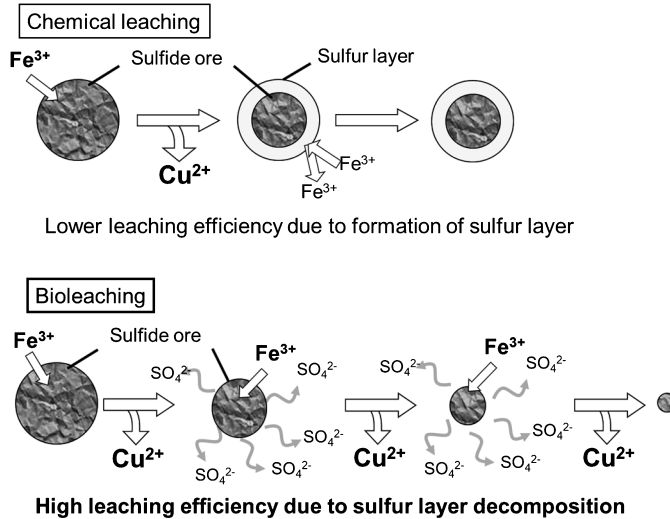 Chemical leaching
Fe³⁺
Sulfide ore
Sulfur layer
Cu²⁺
Fe³⁺
Fe³⁺
Lower leaching efficiency due to formation of sulfur layer
Bioleaching
Fe³⁺
Sulfide ore
SO₄²⁻
Fe³⁺
SO₄²⁻
SO₄²⁻
SO₄²⁻
SO₄²⁻
Cu²⁺
SO₄²⁻
Fe³⁺
SO₄²⁻
SO₄²⁻
SO₄²⁻
SO₄²⁻
Cu²⁺
Cu²⁺
High leaching efficiency due to sulfur layer decomposition